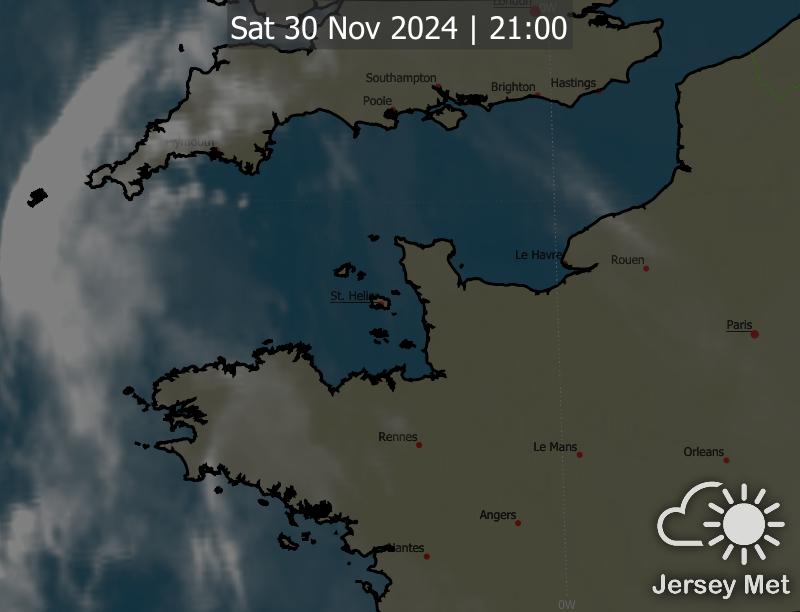 London
0W
Sat 30 Nov 2024 | 21:00
Southampton
Brighton
Hastings
Poole
Plymouth
Le Havre
Rouen
St. Helier
Paris
Rennes
Le Mans
Orleans
Angers
Nantes
Jersey Met
0W